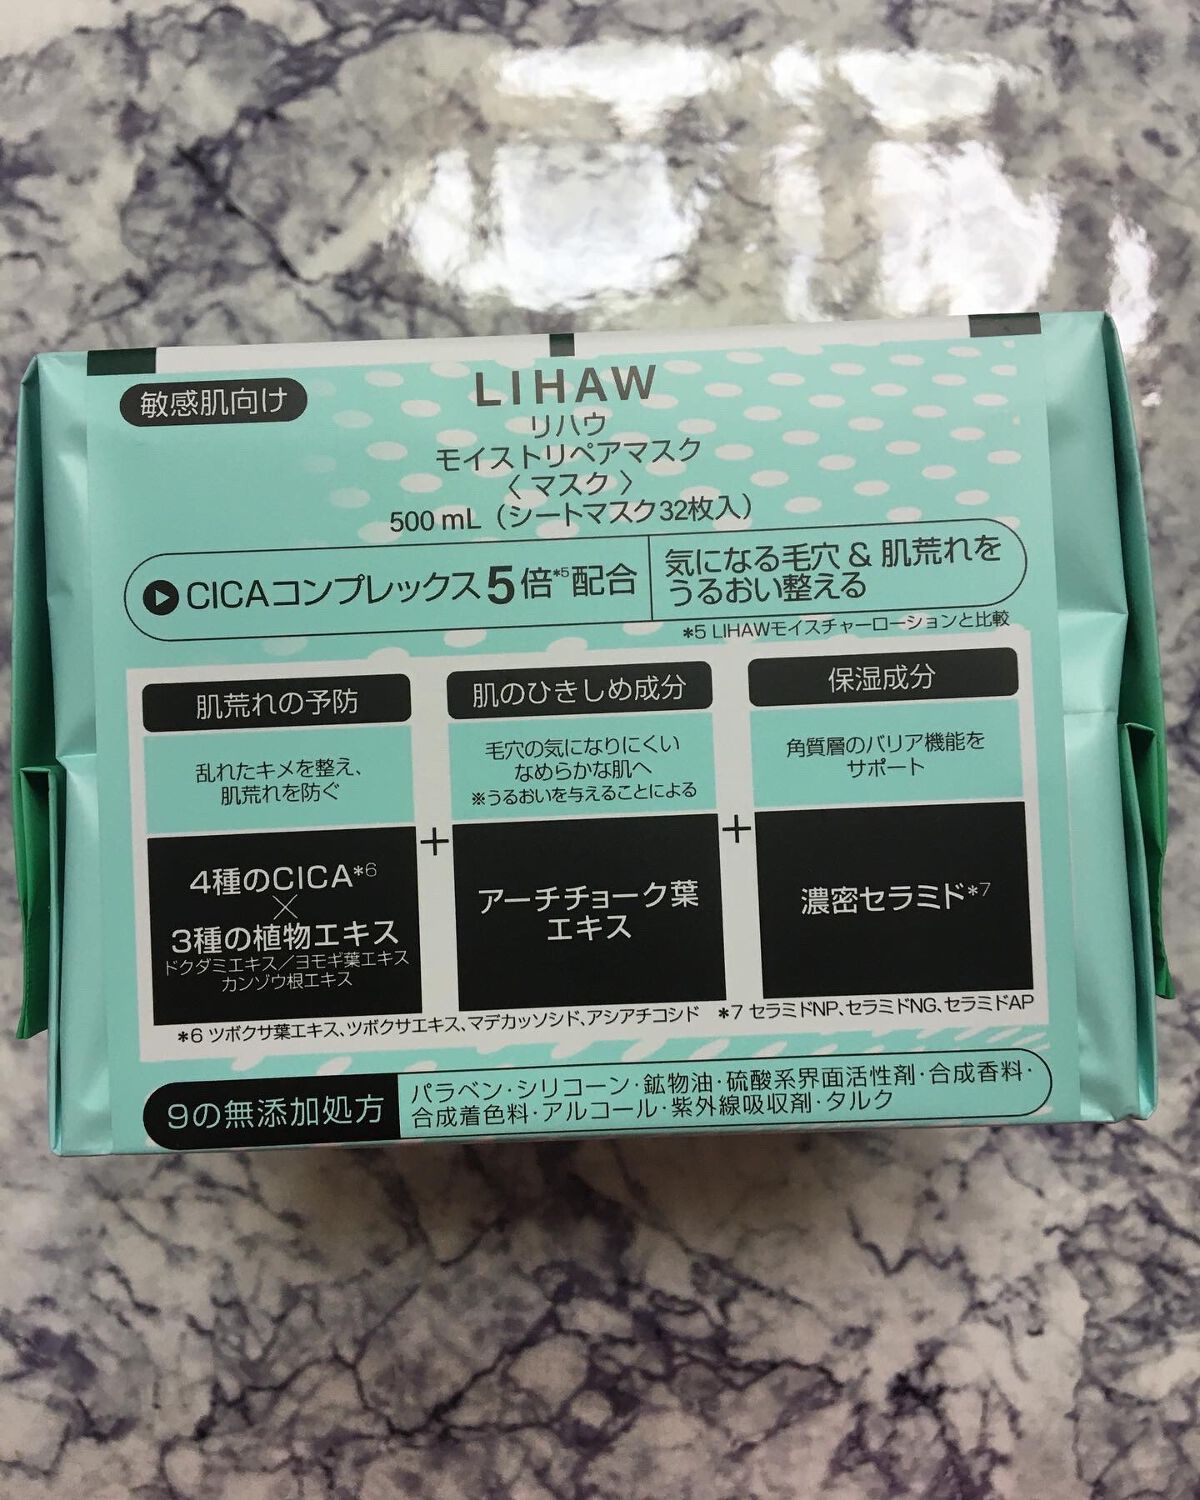 敏感肌向け
LIHAW
リハウ
モイストリペアマスク
〈マスク〉
500 mL（シートマスク32枚入）
CICAコンプレックス5倍*5配合
気になる毛穴 & 肌荒れを
うるおい整える
*5 LIHAWモイスチャーローションと比較
肌荒れの予防
乱れたキメを整え、
肌荒れを防ぐ
4種のCICA*6
×
3種の植物エキス
ドクダミエキス／ヨモギ葉エキス
カンゾウ根エキス
+
肌のひきしめ成分
毛穴の気になりにくい
なめらかな肌へ
※うるおいを与えることによる
アーチチョーク葉
エキス
+
保湿成分
角質層のバリア機能を
サポート
濃密セラミド*7
*6 ツボクサ葉エキス、ツボクサエキス、マデカッソシド、アシアチコシド
*7 セラミドNP、セラミドNG、セラミドAP
9の無添加処方
パラベン・シリコーン・鉱物油・硫酸系界面活性剤・合成香料・
合成着色料・アルコール・紫外線吸収剤・タルク